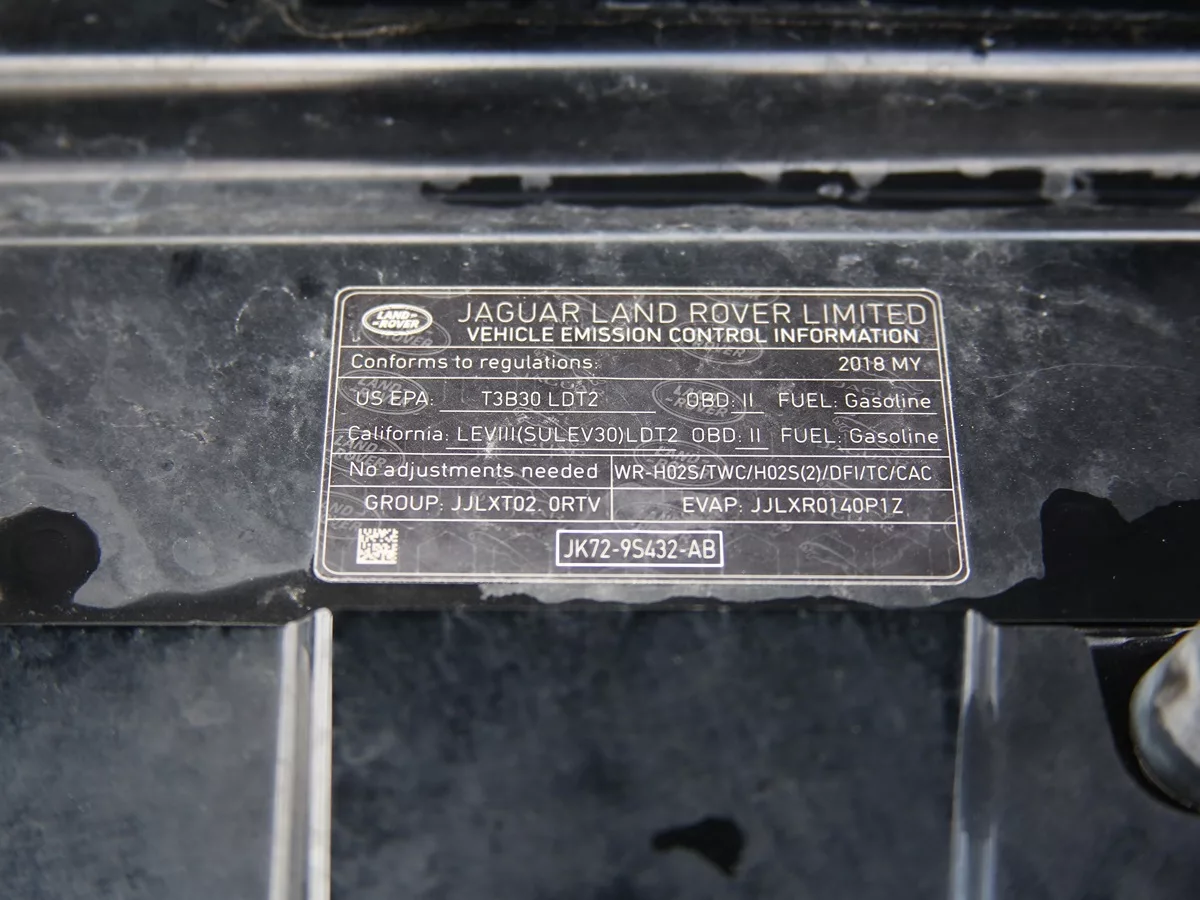 LAND-
-ROVER
JAGUAR LAND ROVER LIMITED
VEHICLE EMISSION CONTROL INFORMATION
Conforms to regulations: 2018 MY
US EPA: T3B30 LDT2 OBD: II FUEL: Gasoline
California: LEVIII(SULEV30)LDT2 OBD: II FUEL: Gasoline
No adjustments needed WR-HO2S/TWC/HO2S(2)/DFI/TC/CAC
GROUP: JJLXT02. 0RTV EVAP: JJLXR0140P1Z
JK72-9S432-AB